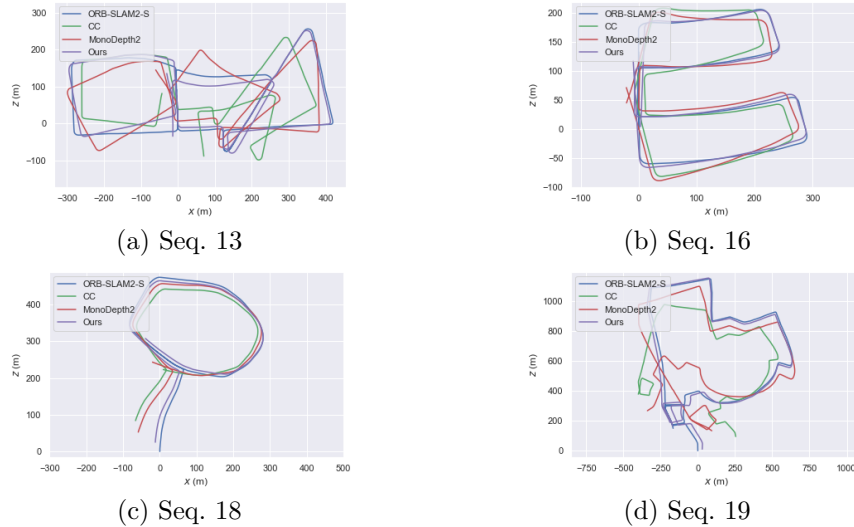 ORB-SLAM2-S
CC
MonoDepth2
Ours
300
200
100
0
−100
z (m)
−300 −200 −100 0 100 200 300 400
x (m)
(a) Seq. 13
ORB-SLAM2-S
CC
MonoDepth2
Ours
200
150
100
50
0
−50
−100
z (m)
−100 0 100 200 300
x (m)
(b) Seq. 16
ORB-SLAM2-S
CC
MonoDepth2
Ours
400
300
200
100
0
z (m)
−300 −200 −100 0 100 200 300 400 500
x (m)
(c) Seq. 18
ORB-SLAM2-S
CC
MonoDepth2
Ours
1000
800
600
400
200
0
z (m)
−750 −500 −250 0 250 500 750 1000
x (m)
(d) Seq. 19